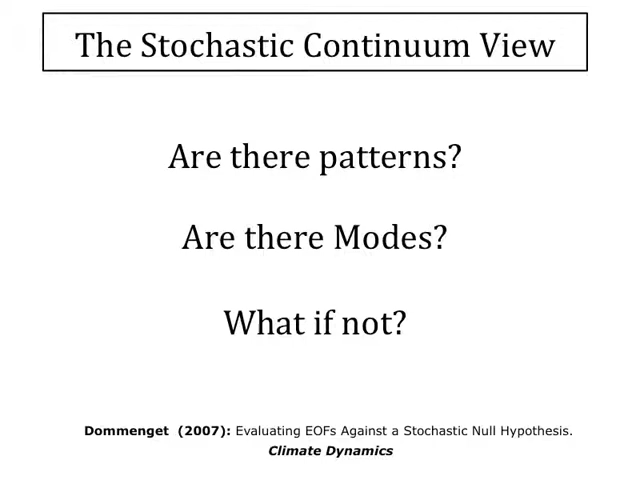 The Stochastic Continuum View
Are there patterns?
Are there Modes?
What if not?
Dommenget (2007): Evaluating EOFs Against a Stochastic Null Hypothesis.
Climate Dynamics